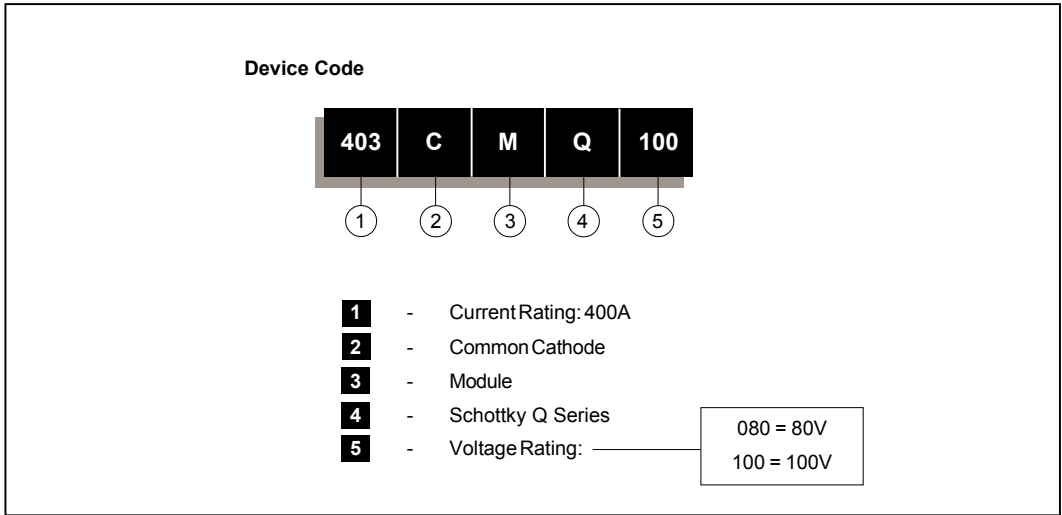 Device Code
403 C M Q 100
1 2 3 4 5
1 - Current Rating: 400A
2 - Common Cathode
3 - Module
4 - Schottky Q Series
5 - Voltage Rating:
080 = 80V
100 = 100V